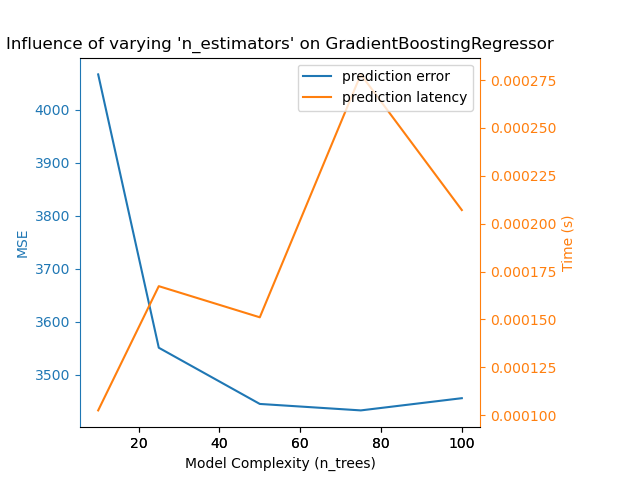 Influence of varying 'n_estimators' on GradientBoostingRegressor
prediction error
prediction latency
4000
3900
3800
3700
3600
3500
MSE
0.000275
0.000250
0.000225
0.000200
0.000175
0.000150
0.000125
0.000100
Time (s)
20 40 60 80 100
Model Complexity (n_trees)